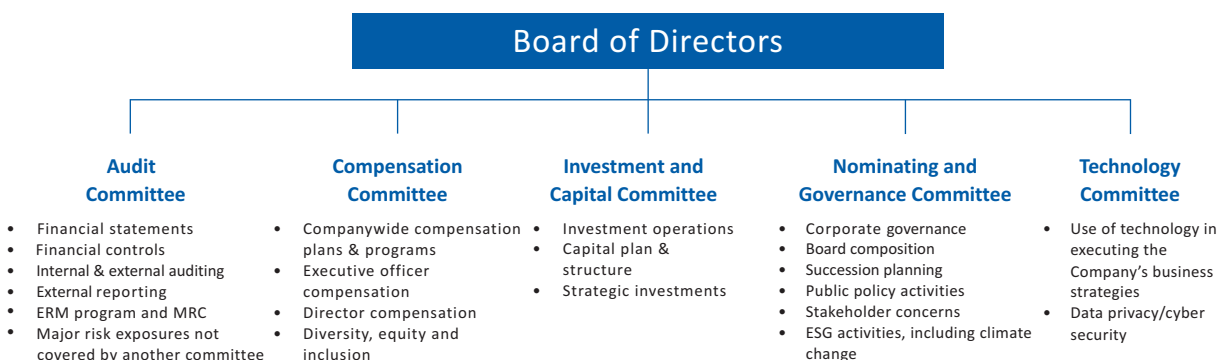 Board of Directors
Audit
Committee
• Financial statements
• Financial controls
• Internal & external auditing
• External reporting
• ERM program and MRC
• Major risk exposures not
covered by another committee
Compensation
Committee
• Companywide compensation
plans & programs
• Executive officer
compensation
• Director compensation
• Diversity, equity and
inclusion
Investment and
Capital Committee
• Investment operations
• Capital plan &
structure
• Strategic investments
Nominating and
Governance Committee
• Corporate governance
• Board composition
• Succession planning
• Public policy activities
• Stakeholder concerns
• ESG activities, including climate
change
Technology
Committee
• Use of technology in
executing the
Company's business
strategies
• Data privacy/cyber
security